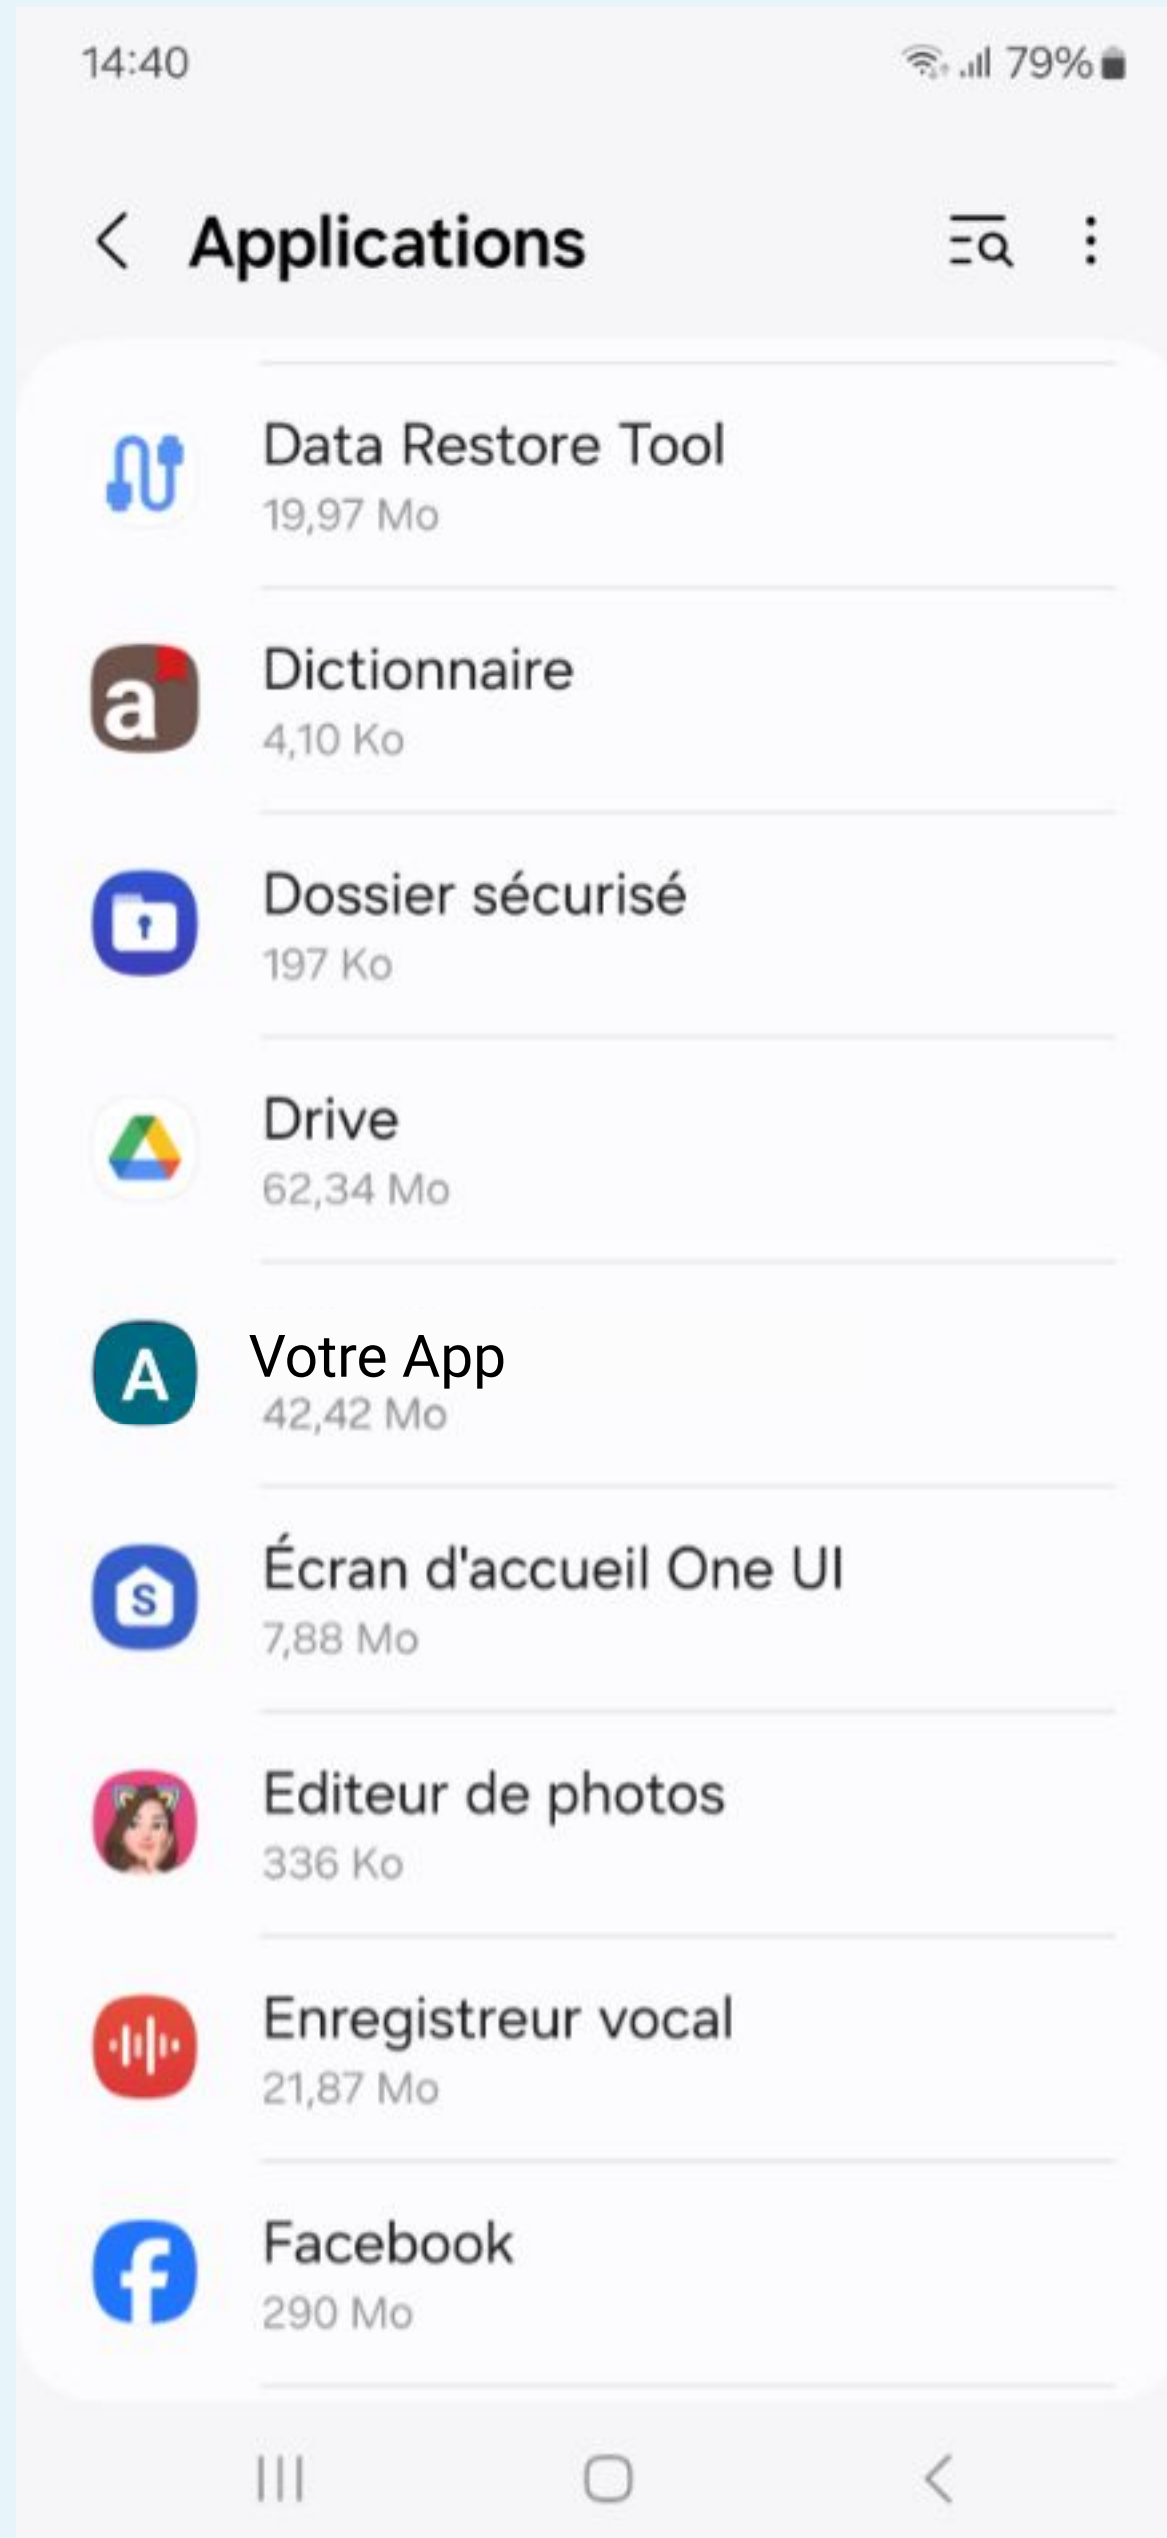 14:40 79%
Applications
Data Restore Tool
19,97 Mo
a
Dictionnaire
4,10 Ko
Dossier sécurisé
197 Ko
Drive
62,34 Mo
A
Votre App
42,42 Mo
S
Écran d'accueil One UI
7,88 Mo
Editeur de photos
336 Ko
Enregistreur vocal
21,87 Mo
f
Facebook
290 Mo